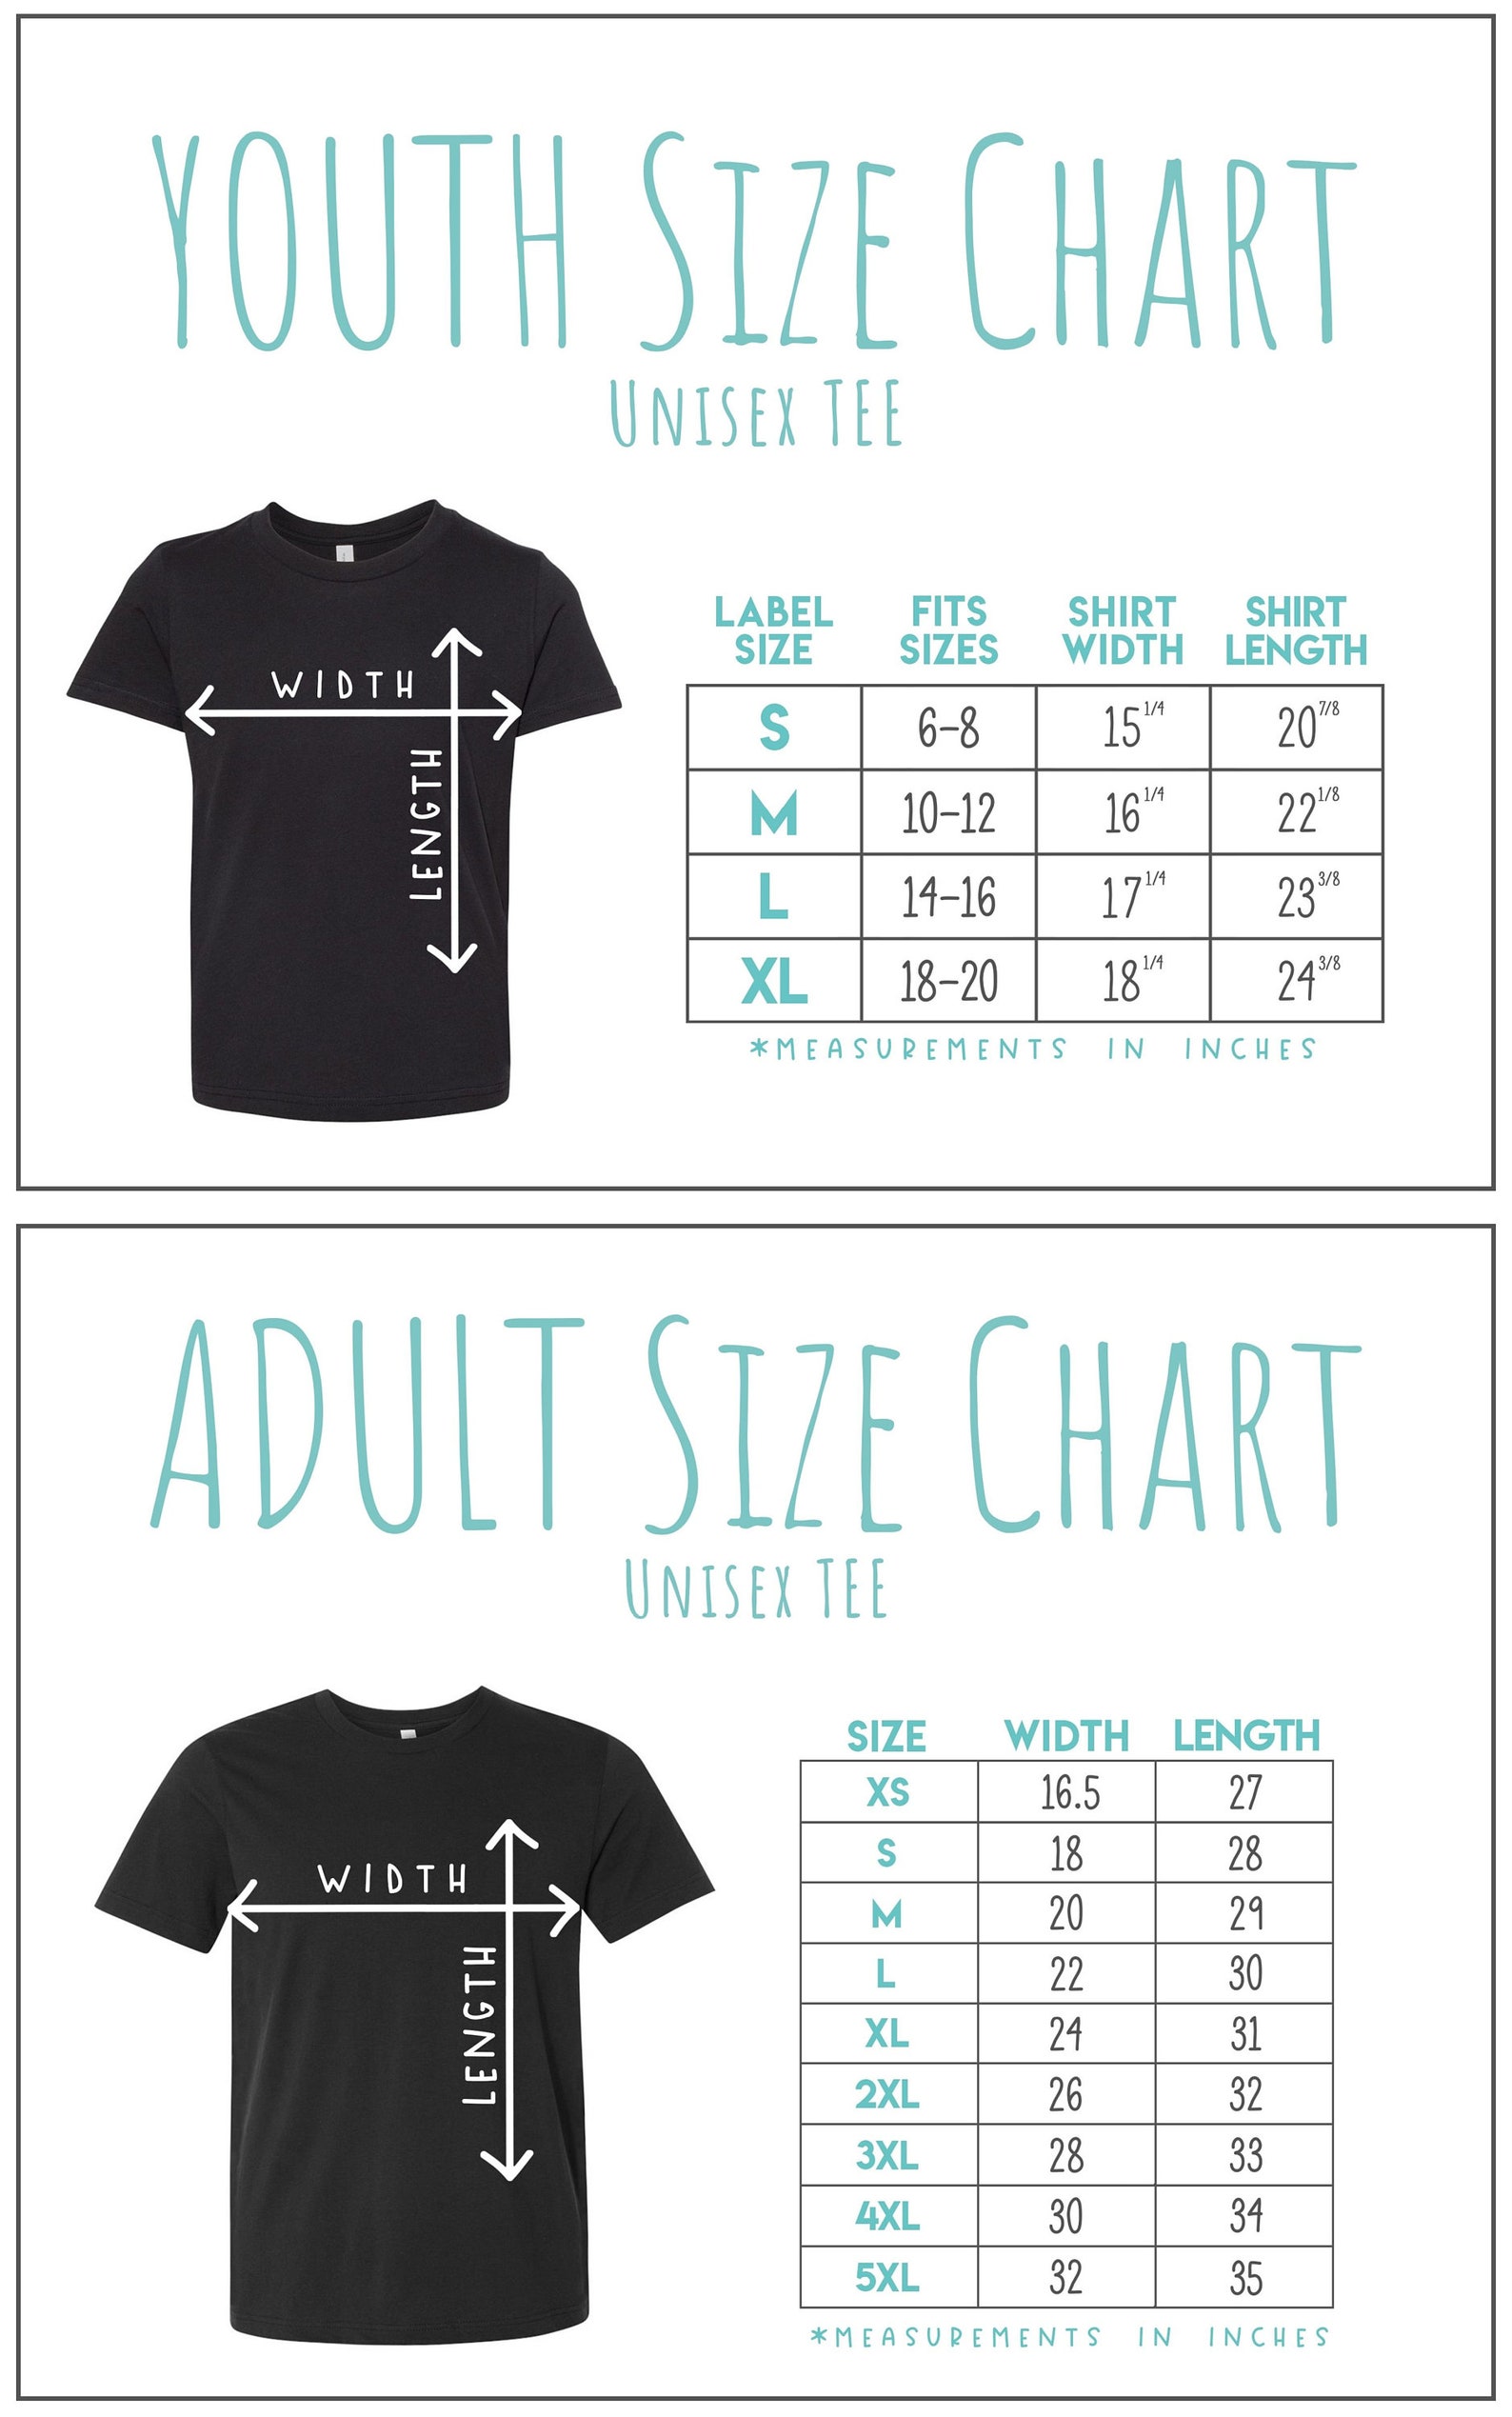 YOUTH SIZE CHART
UNISEX TEE
WIDTH
LENGTH
LABEL SIZE FITS SIZES SHIRT WIDTH SHIRT LENGTH
S 6-8 15 1/4 20 7/8
M 10-12 16 1/4 22 1/8
L 14-16 17 1/4 23 3/8
XL 18-20 18 1/4 24 3/8
*MEASUREMENTS IN INCHES
ADULT SIZE CHART
UNISEX TEE
WIDTH
LENGTH
SIZE WIDTH LENGTH
XS 16.5 27
S 18 28
M 20 29
L 22 30
XL 24 31
2XL 26 32
3XL 28 33
4XL 30 34
5XL 32 35
*MEASUREMENTS IN INCHES